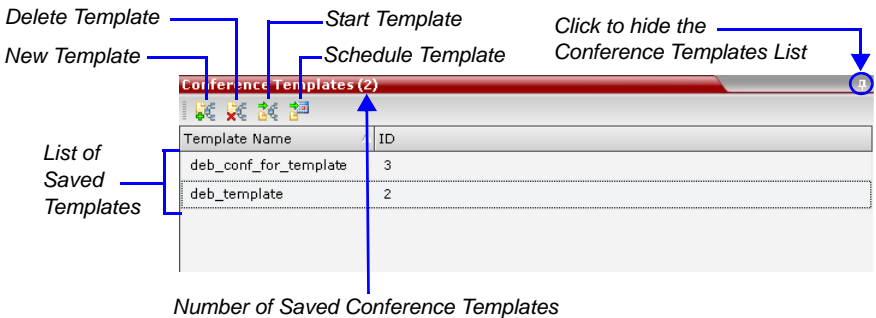 Delete Template
Start Template
Click to hide the
Conference Templates List
New Template
Schedule Template
Conference Templates (2)
Template Name
ID
List of
Saved
Templates
deb_conf_for_template 3
deb_template 2
Number of Saved Conference Templates